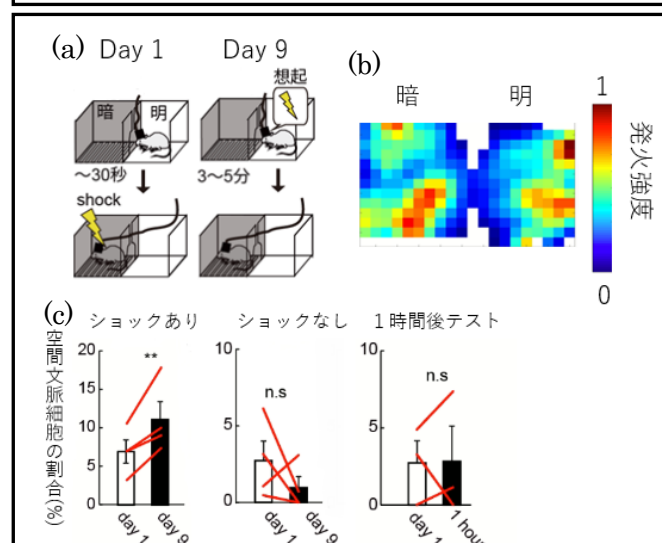 (a) Day 1 Day 9
想起
暗 明
～30秒
3～5分
shock
(b)
暗 明
1
発火強度
0
(c) ショックあり ショックなし 1時間後テスト
空間文脈細胞の割合(%)
20
15
10
5
0
**
day 1 day 9
10
5
0
n.s
day 1 day 9
10
5
0
n.s
day 1 1 hour